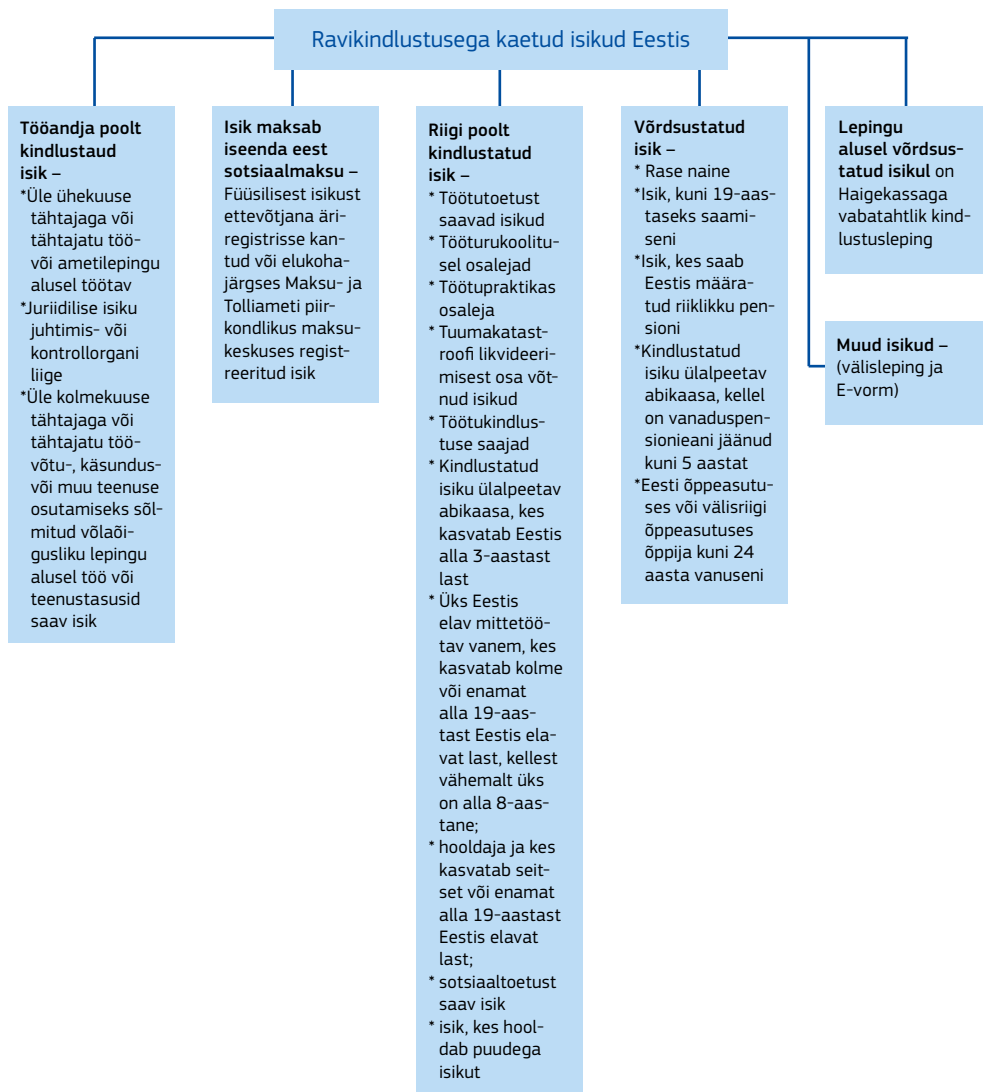 Ravikindlustusega kaetud isikud Eestis
Tööandja poolt
kindlustaud
isik –
*Üle ühekuuse
tähtajaga või
tähtajatu töö-
või ametilepingu
alusel töötav
*Juriidilise isiku
juhtimis- või
kontrollorgani
liige
*Üle kolmekuuse
tähtajaga või
tähtajatu töö-
võtu-, käsundus-
või muu teenuse
osutamiseks sõl-
mitud võlaõi-
gusliku lepingu
alusel töö või
teenustasusid
saav isik
Isik maksab
iseenda eest
sotsiaalmaksu –
Füüsilisest isikust
ettevõtjana äri-
registrisse kan-
tud või elukoha-
järgses Maksu- ja
Tolliameti piir-
kondlikus maksu-
keskuses regist-
reeritud isik
Riigi poolt
kindlustatud
isik –
* Töötutoetust
saavad isikud
* Tööturukoolitu-
sel osalejad
* Töötupraktikas
osaleja
* Tuumakatast-
roofi likvideeri-
misest osa võt-
nud isikud
* Töötukindlus-
tuse saajad
* Kindlustatud
isiku ülalpeetav
abikaasa, kes
kasvatab Eestis
alla 3-aastast
last
* Üks Eestis
elav mittetöö-
tav vanem, kes
kasvatab kolme
või enamat
alla 19-aas-
tast Eestis ela-
vat last, kellest
vähemalt üks
on alla 8-aas-
tane;
* hooldaja ja kes
kasvatab seit-
set või enamat
alla 19-aastast
Eestis elavat
last;
* sotsiaaltoetust
saav isik
* isik, kes hool-
dab puudega
isikut
Võrdsustatud
isik –
* Rase naine
*Isik, kuni 19-aas-
taseks saami-
seni
*Isik, kes saab
Eestis määra-
tud riiklikku pen-
sioni
*Kindlustatud
isiku ülalpeetav
abikaasa, kellel
on vanaduspen-
sionieani jäänud
kuni 5 aastat
*Eesti õppeasutu-
ses või välisriigi
õppeasutuses
õppija kuni 24
aasta vanuseni
Lepingu
alusel võrdsus-
tatud isikul on
Haigekassaga
vabatahtlik kind-
lustusleping
Muud isikud –
(välisleping ja
E-vorm)